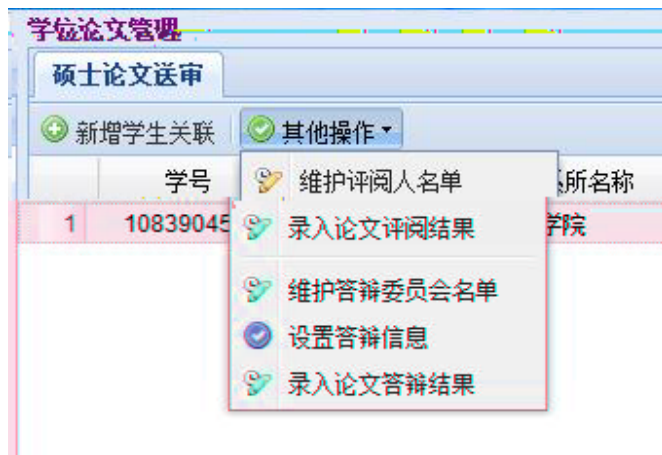 学位论文管理
硕士论文送审
新增学生关联 其他操作
学号 所名称
维护评阅人名单
1 10839045 学院
录入论文评阅结果
维护答辩委员会名单
设置答辩信息
录入论文答辩结果